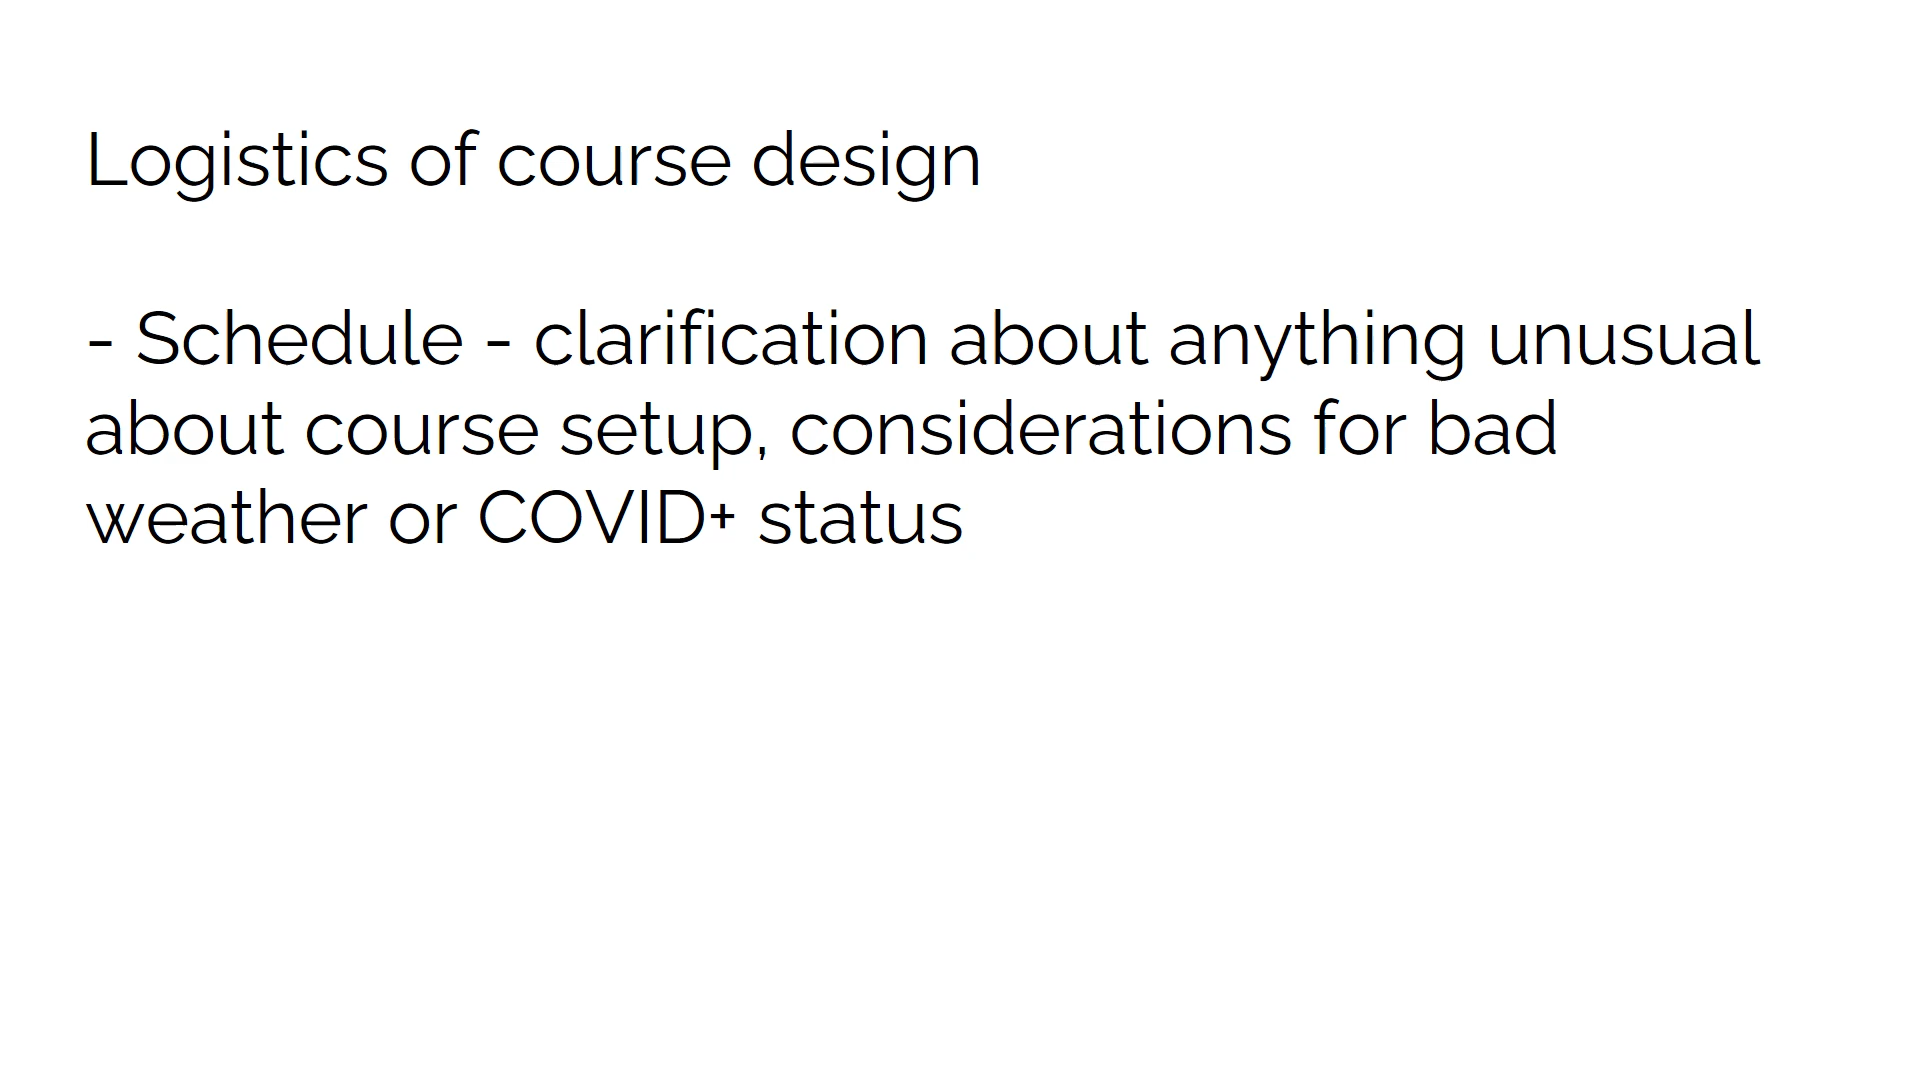 Logistics of course design
- Schedule - clarification about anything unusual
about course setup, considerations for bad
weather or COVID+ status